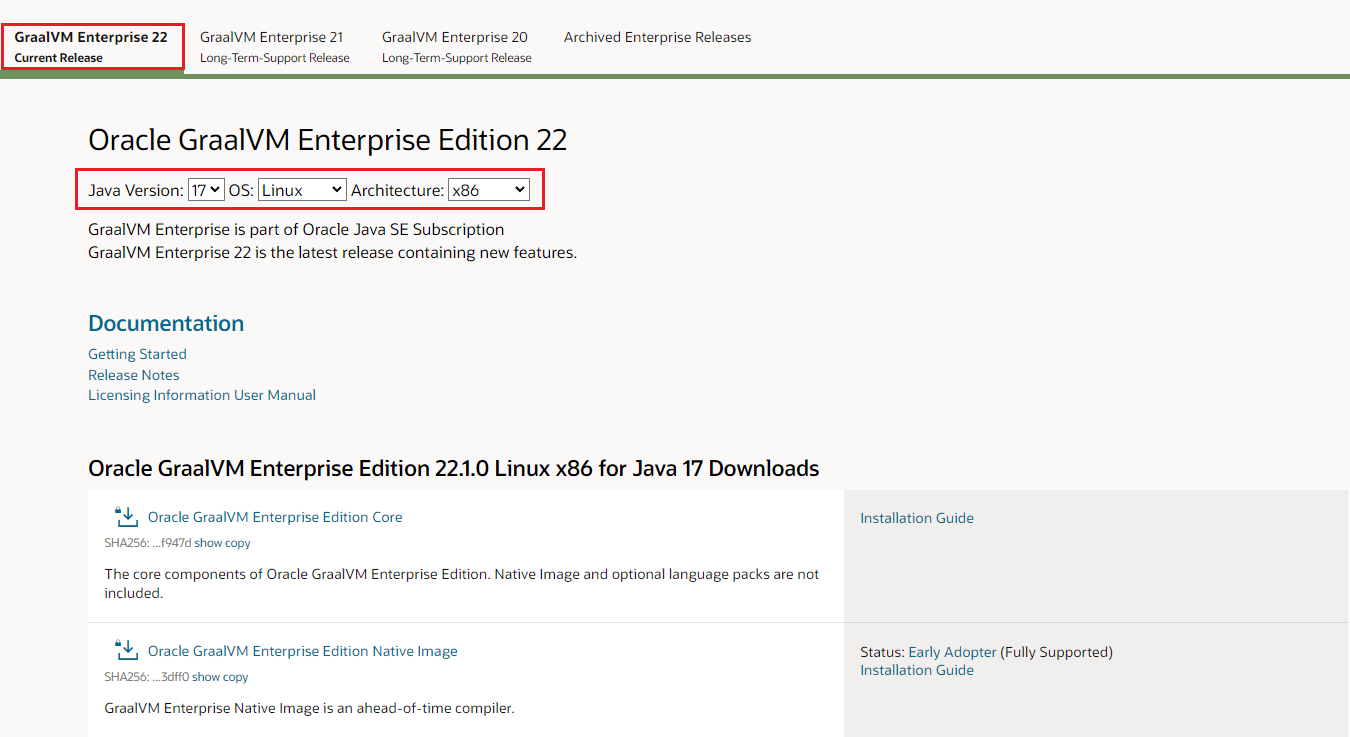 GraalVM Enterprise 22 GraalVM Enterprise 21 GraalVM Enterprise 20 Archived Enterprise Releases
Current Release Long-Term-Support Release Long-Term-Support Release
Oracle GraalVM Enterprise Edition 22
Java Version: 17 OS: Linux Architecture: x86
GraalVM Enterprise is part of Oracle Java SE Subscription
GraalVM Enterprise 22 is the latest release containing new features.
Documentation
Getting Started
Release Notes
Licensing Information User Manual
Oracle GraalVM Enterprise Edition 22.1.0 Linux x86 for Java 17 Downloads
Oracle GraalVM Enterprise Edition Core
SHA256: ...f947d show copy
The core components of Oracle GraalVM Enterprise Edition. Native Image and optional language packs are not
included.
Installation Guide
Oracle GraalVM Enterprise Edition Native Image
SHA256: ...3dff0 show copy
GraalVM Enterprise Native Image is an ahead-of-time compiler.
Status: Early Adopter (Fully Supported)
Installation Guide